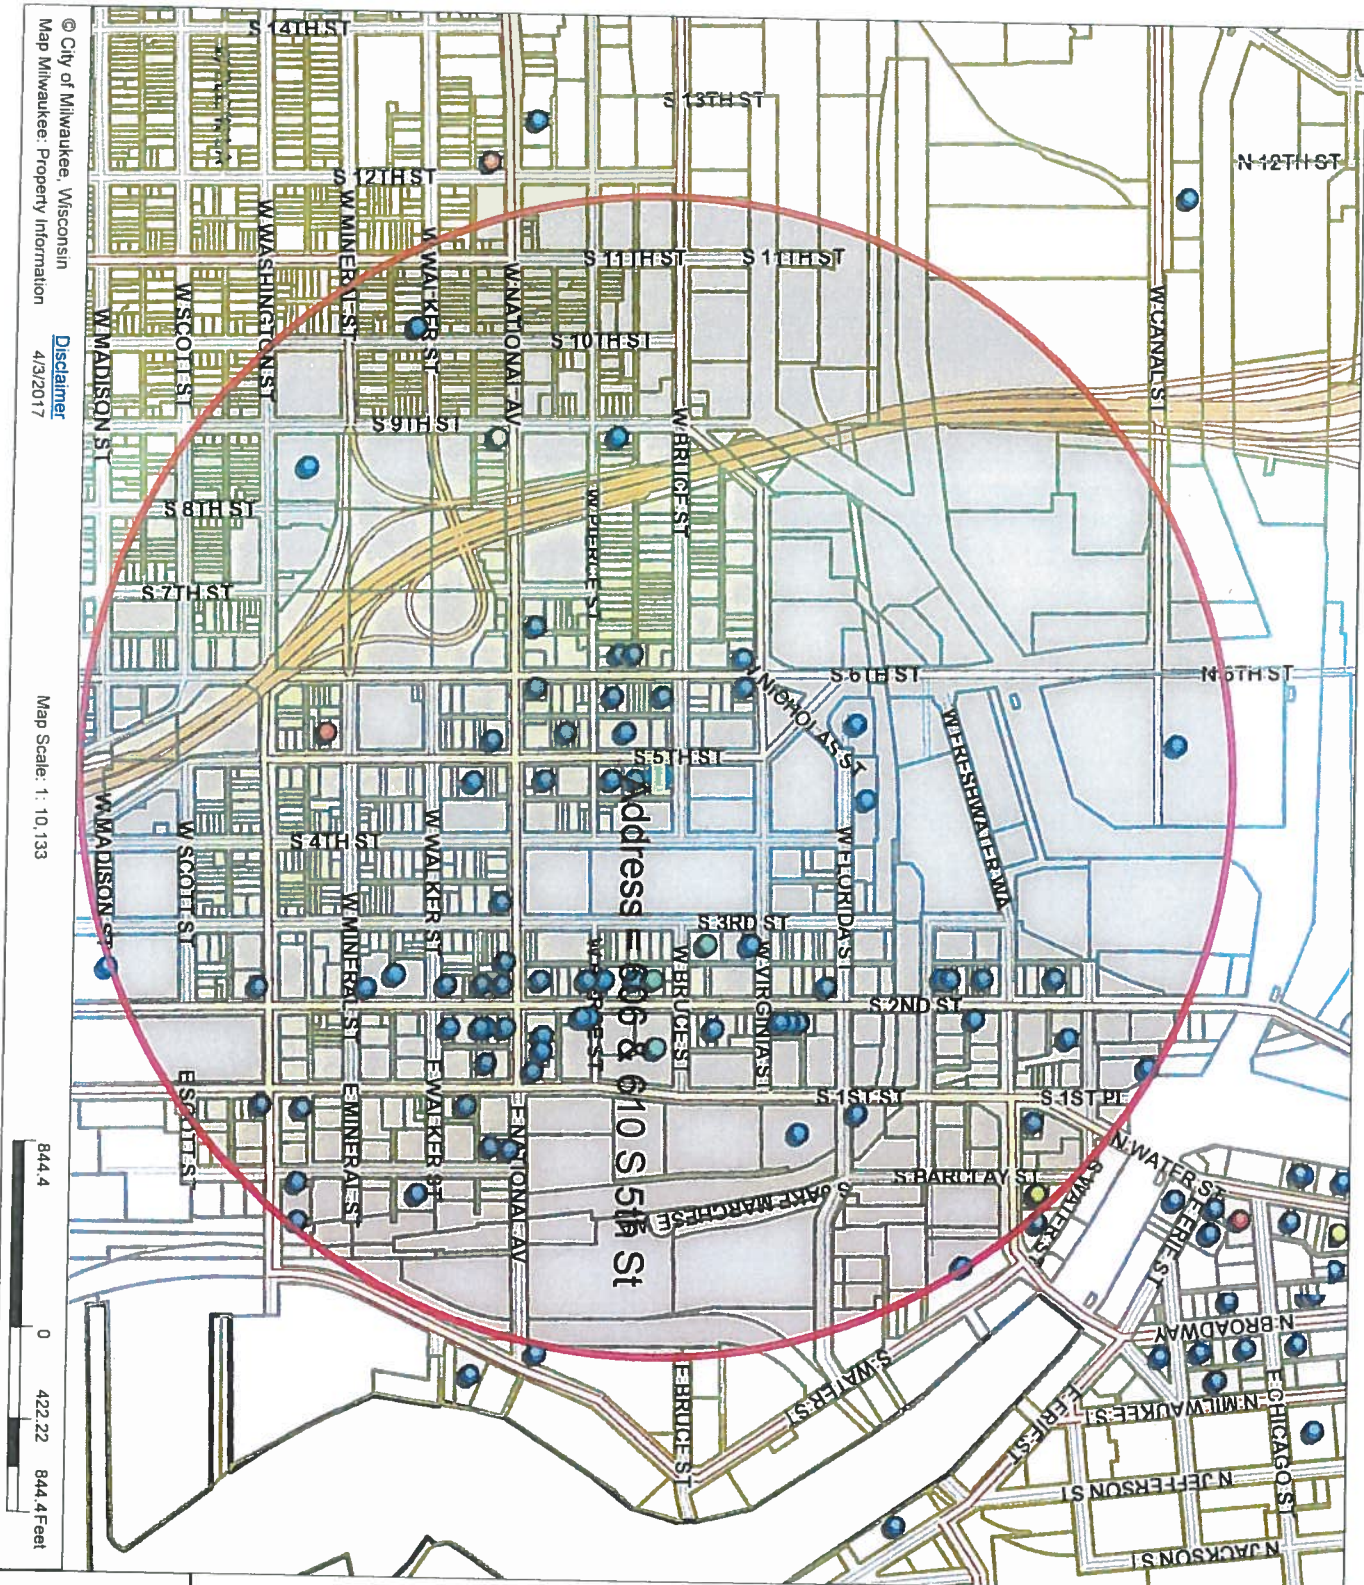 S 14TH ST
S 13TH ST
N 12TH ST
S 12TH ST
S 11TH ST
S 11TH ST
S 10TH ST
S 9TH ST
S 8TH ST
S 7TH ST
S 6TH ST
N 6TH ST
S 5TH ST
S 4TH ST
S 3RD ST
S 2ND ST
S 1ST ST
S 1ST PL
S BARCLAY ST
W MADISON ST
W SCOTT ST
W WASHINGTON ST
W MINERAL ST
W WALKER ST
W NATIONAL AV
W PIERCE ST
W BRUCE ST
W CANAL ST
W NICHOLAS ST
W FRESHWATER WA
W FLORIDA ST
W VIRGINIA ST
W BRUCE ST
W WALKER ST
W MINERAL ST
W SCOTT ST
W MADISON ST
E SCOTT ST
E MINERAL ST
E WALKER ST
E NATIONAL AV
E BRUCE ST
Address = 606 & 610 S 5th St
S WATER ST
S WATER ST
N WATER ST
E ERIE ST
E ERIE ST
N BROADWAY
N MILWAUKEE ST
E CHICAGO ST
N JEFFERSON ST
N JACKSON ST
© City of Milwaukee, Wisconsin
Disclaimer
Map Milwaukee: Property Information
4/3/2017
Map Scale: 1: 10,133
844.4 0 422.22 844.4 Feet